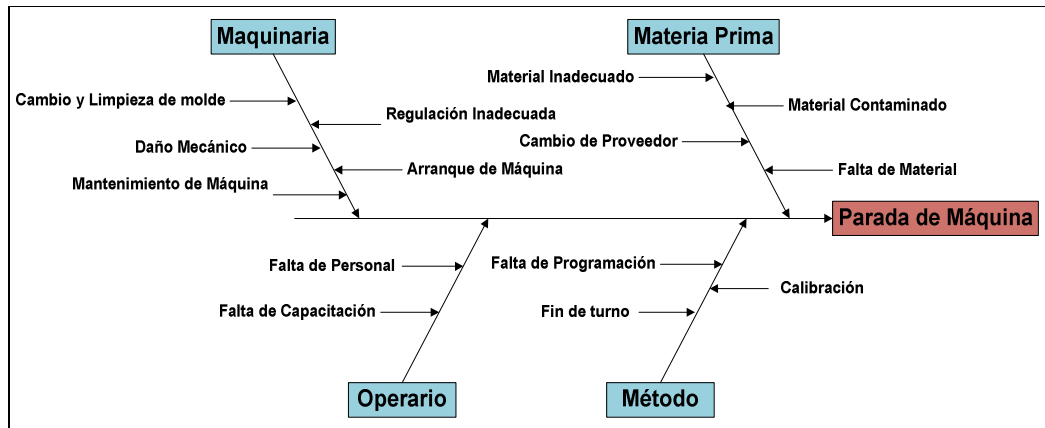 Maquinaria
Materia Prima
Material Inadecuado
Cambio y Limpieza de molde
Material Contaminado
Regulación Inadecuada
Cambio de Proveedor
Daño Mecánico
Arranque de Máquina
Falta de Material
Mantenimiento de Máquina
Parada de Máquina
Falta de Personal
Falta de Programación
Calibración
Falta de Capacitación
Fin de turno
Operario
Método